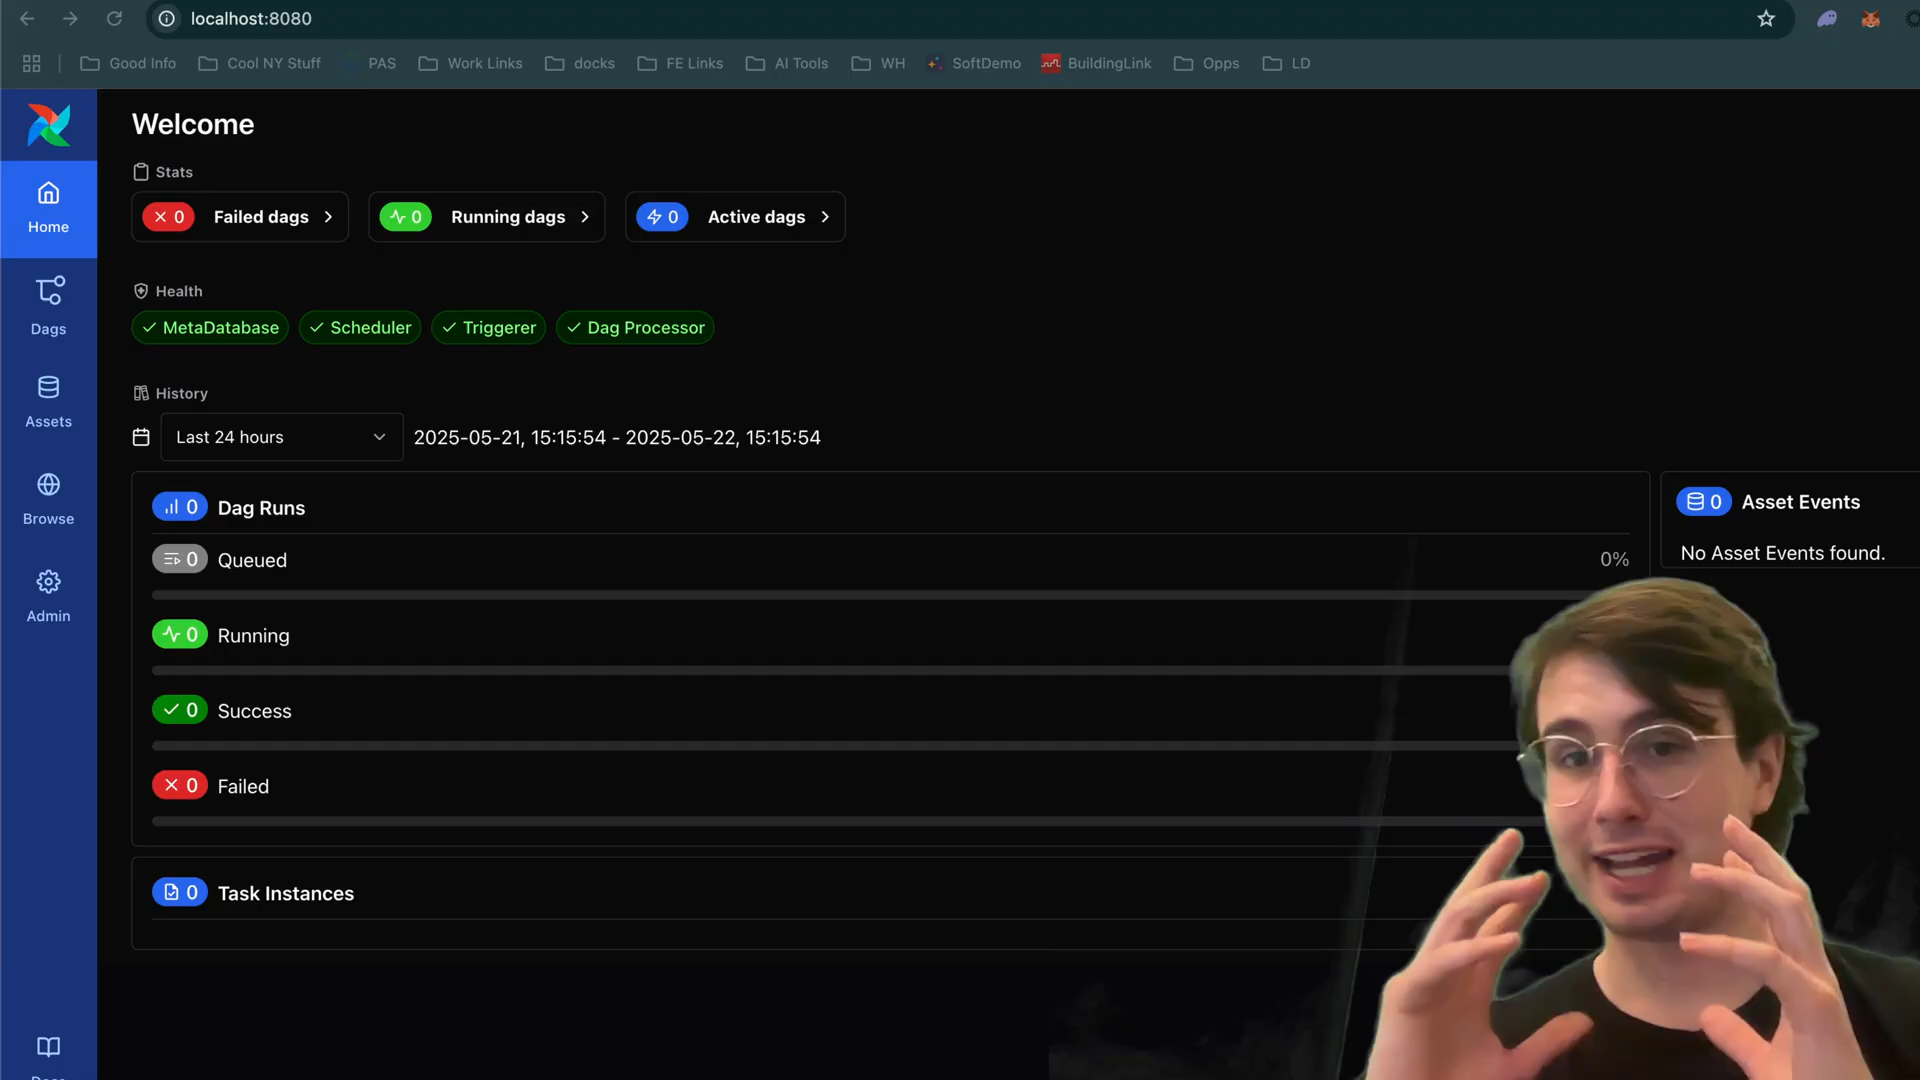 localhost:8080
Good Info
Cool NY Stuff
PAS
Work Links
docks
FE Links
AI Tools
WH
SoftDemo
BuildingLink
Opps
LD
Welcome
Stats
0 Failed dags
0 Running dags
0 Active dags
Home
Health
MetaDatabase
Scheduler
Triggerer
Dag Processor
Dags
History
Last 24 hours
2025-05-21, 15:15:54 - 2025-05-22, 15:15:54
Assets
0 Dag Runs
0 Asset Events
Browse
0 Queued
0%
No Asset Events found.
Admin
0 Running
0 Success
0 Failed
0 Task Instances